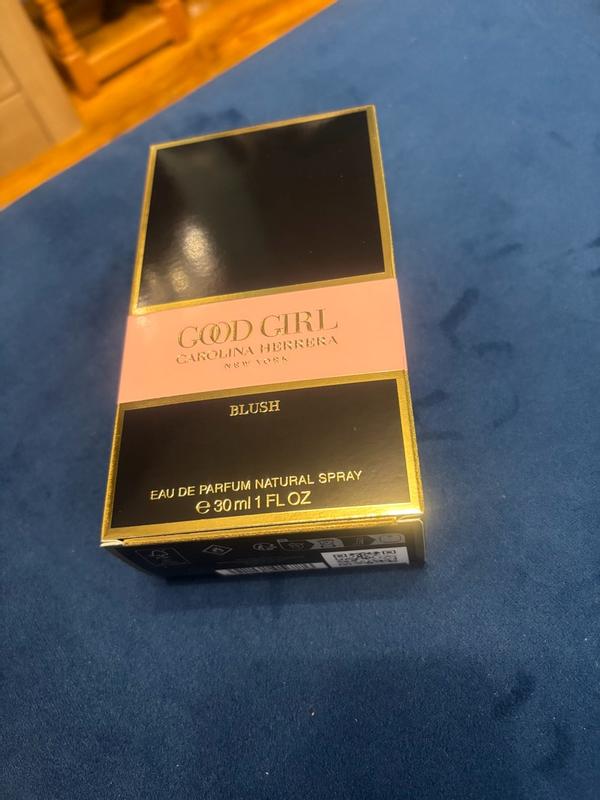 GOOD GIRL
CAROLINA HERRERA
NEW YORK
BLUSH
EAU DE PARFUM NATURAL SPRAY
℮ 30 ml 1 FL OZ